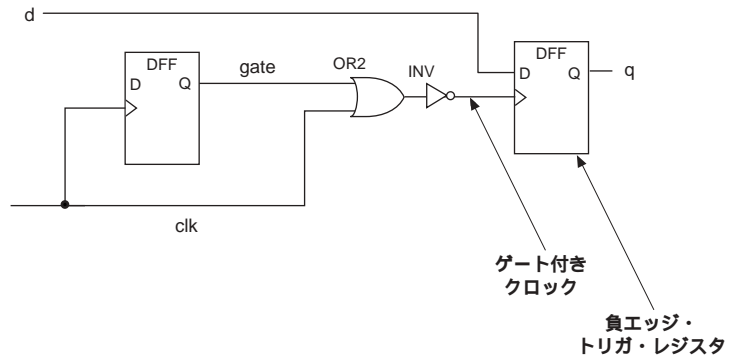 d
DFF
D
Q
gate
OR2
INV
DFF
D
Q
q
clk
ゲート付き
クロック
負エッジ・
トリガ・レジスタ